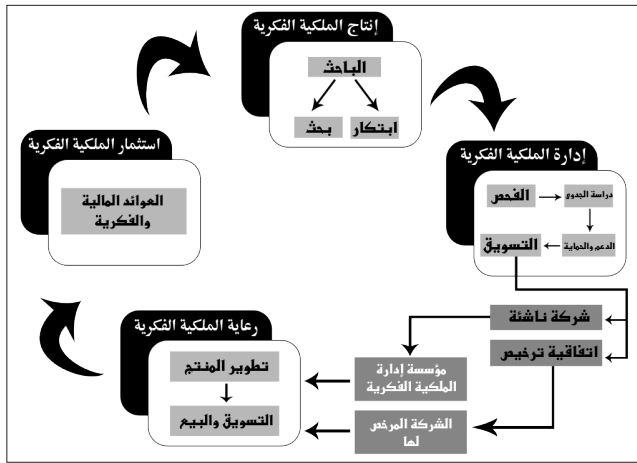 إنتاج الملكية الفكرية
الباحث
ابتكار
بحث
إدارة الملكية الفكرية
الفحص
دراسة الجدوى
الدعم والحماية
التسويق
شركة ناشئة
اتفاقية ترخيص
مؤسسة إدارة
الملكية الفكرية
الشركة المرخص
لها
رعاية الملكية الفكرية
تطوير المنتج
التسويق والبيع
استثمار الملكية الفكرية
العوائد المالية
والفكرية